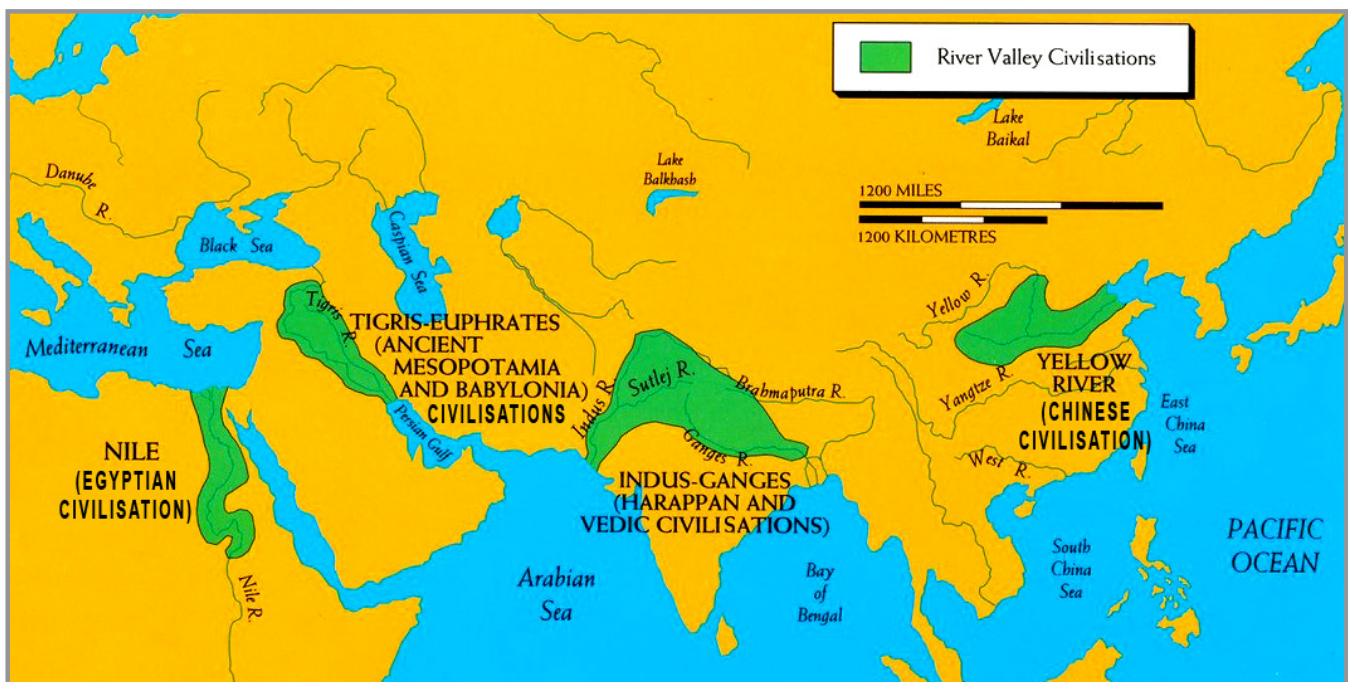 River Valley Civilisations
Lake
Baikal
Lake
Balkhash
Danube
R.
1200 MILES
1200 KILOMETRES
Black Sea
Caspian Sea
Yellow R.
Tigris R.
TIGRIS-EUPHRATES
(ANCIENT
MESOPOTAMIA
AND BABYLONIA)
CIVILISATIONS
Mediterranean Sea
Persian Gulf
Indus R.
Sutlej R.
Brahmaputra R.
Ganges R.
YELLOW
RIVER
(CHINESE
CIVILISATION)
Yangtze R.
West R.
East
China
Sea
NILE
(EGYPTIAN
CIVILISATION)
INDUS-GANGES
(HARAPPAN AND
VEDIC CIVILISATIONS)
PACIFIC
OCEAN
Nile R.
Arabian
Sea
Bay
of
Bengal
South
China
Sea